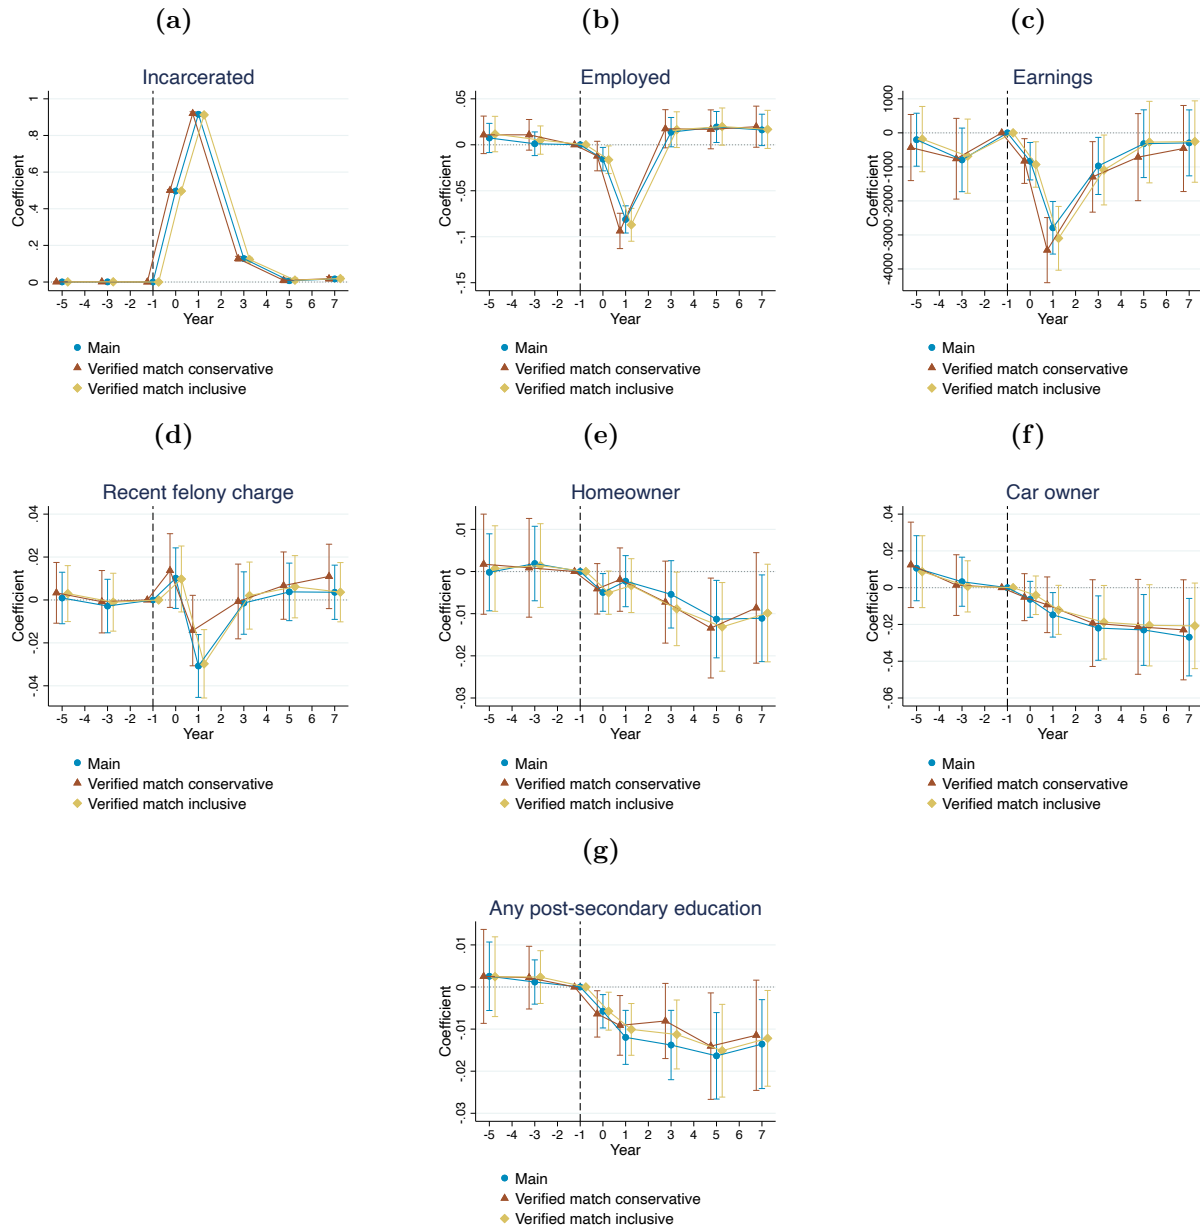 (a)
Incarcerated
Coefficient
1
.8
.6
.4
.2
0
-5 -4 -3 -2 -1 0 1 2 3 4 5 6 7
Year
Main
Verified match conservative
Verified match inclusive
(b)
Employed
Coefficient
.05
0
-.05
-.1
-.15
-5 -4 -3 -2 -1 0 1 2 3 4 5 6 7
Year
Main
Verified match conservative
Verified match inclusive
(c)
Earnings
Coefficient
1000
0
-1000
-2000
-3000
-4000
-5 -4 -3 -2 -1 0 1 2 3 4 5 6 7
Year
Main
Verified match conservative
Verified match inclusive
(d)
Recent felony charge
Coefficient
.04
.02
0
-.02
-.04
-5 -4 -3 -2 -1 0 1 2 3 4 5 6 7
Year
Main
Verified match conservative
Verified match inclusive
(e)
Homeowner
Coefficient
.01
0
-.01
-.02
-.03
-5 -4 -3 -2 -1 0 1 2 3 4 5 6 7
Year
Main
Verified match conservative
Verified match inclusive
(f)
Car owner
Coefficient
.04
.02
0
-.02
-.04
-.06
-5 -4 -3 -2 -1 0 1 2 3 4 5 6 7
Year
Main
Verified match conservative
Verified match inclusive
(g)
Any post-secondary education
Coefficient
.01
0
-.01
-.02
-.03
-5 -4 -3 -2 -1 0 1 2 3 4 5 6 7
Year
Main
Verified match conservative
Verified match inclusive